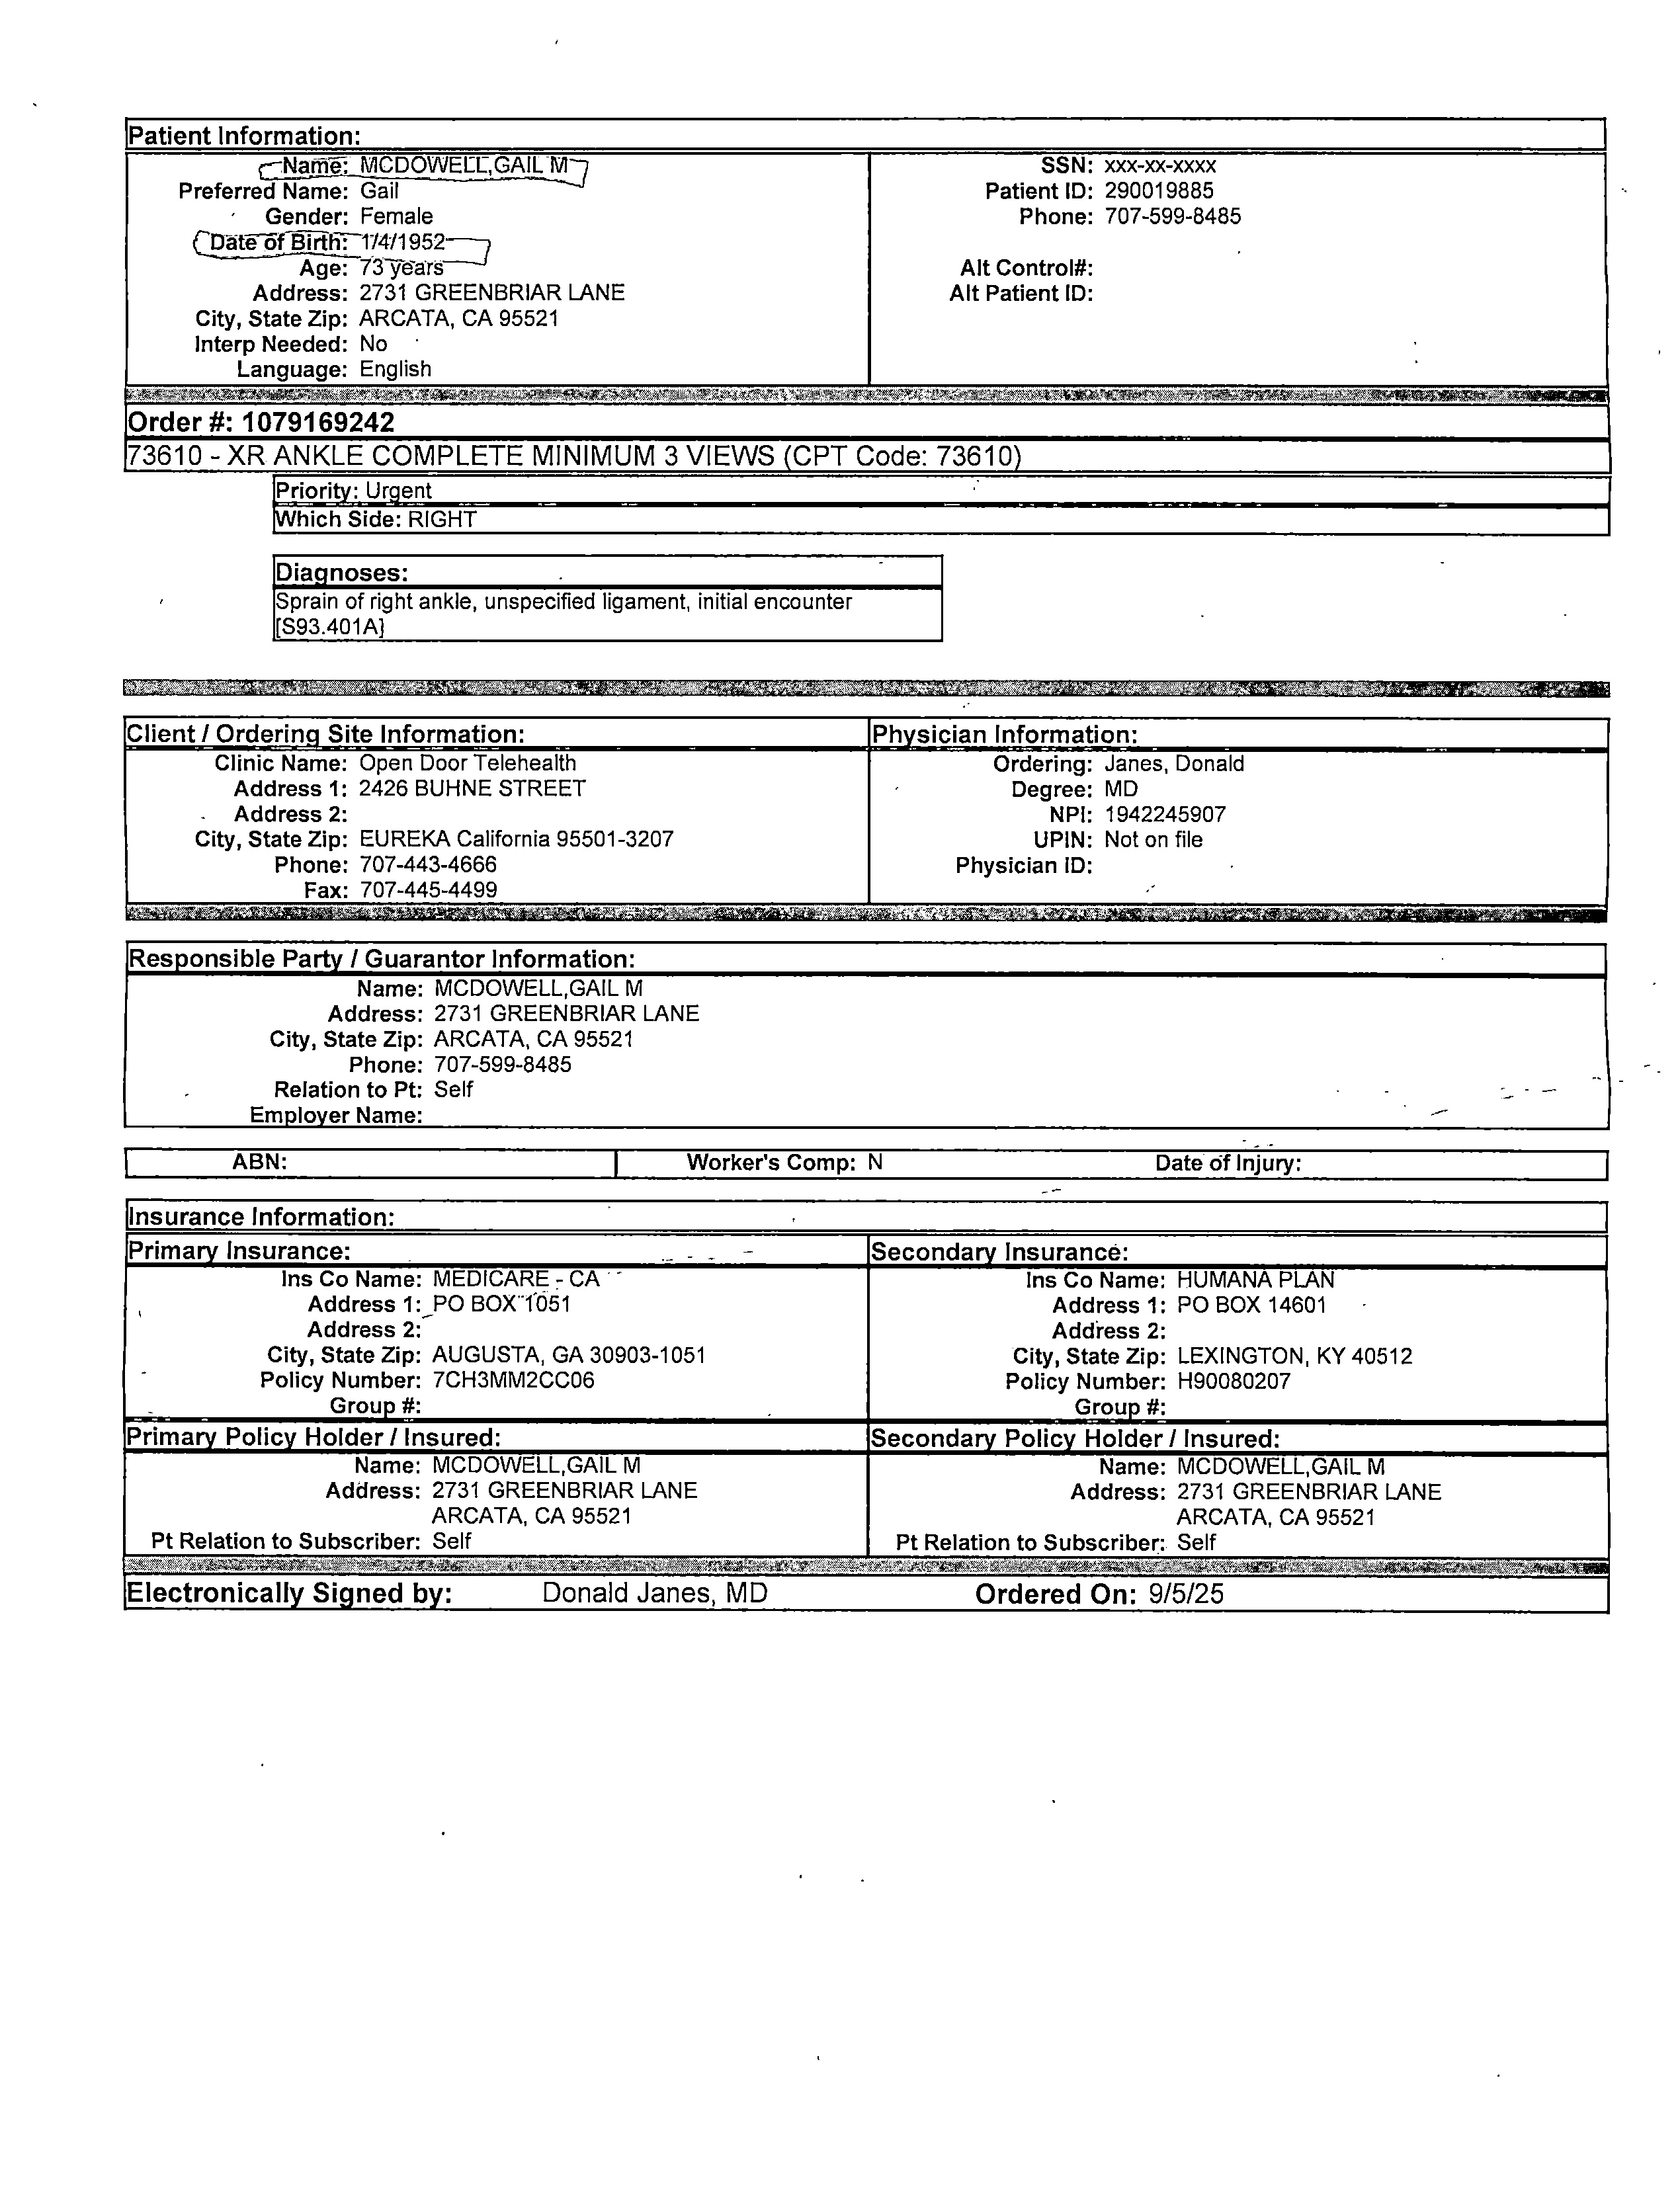 Patient Information:
Name: MCDOWELL,GAIL M
Preferred Name: Gail
Gender: Female
Date of Birth: 1/4/1952
Age: 73 years
Address: 2731 GREENBRIAR LANE
City, State Zip: ARCATA, CA 95521
Interp Needed: No
Language: English
SSN: xxx-xx-xxxx
Patient ID: 290019885
Phone: 707-599-8485
Alt Control#:
Alt Patient ID:
Order #: 1079169242
73610 - XR ANKLE COMPLETE MINIMUM 3 VIEWS (CPT Code: 73610)
Priority: Urgent
Which Side: RIGHT
Diagnoses:
Sprain of right ankle, unspecified ligament, initial encounter
[S93.401A]
Client / Ordering Site Information:
Clinic Name: Open Door Telehealth
Address 1: 2426 BUHNE STREET
Address 2:
City, State Zip: EUREKA California 95501-3207
Phone: 707-443-4666
Fax: 707-445-4499
Physician Information:
Ordering: Janes, Donald
Degree: MD
NPI: 1942245907
UPIN: Not on file
Physician ID:
Responsible Party / Guarantor Information:
Name: MCDOWELL,GAIL M
Address: 2731 GREENBRIAR LANE
City, State Zip: ARCATA, CA 95521
Phone: 707-599-8485
Relation to Pt: Self
Employer Name:
ABN: Worker's Comp: N Date of Injury:
Insurance Information:
Primary Insurance:
Ins Co Name: MEDICARE - CA
Address 1: PO BOX 1051
Address 2:
City, State Zip: AUGUSTA, GA 30903-1051
Policy Number: 7CH3MM2CC06
Group #:
Secondary Insurance:
Ins Co Name: HUMANA PLAN
Address 1: PO BOX 14601
Address 2:
City, State Zip: LEXINGTON, KY 40512
Policy Number: H90080207
Group #:
Primary Policy Holder / Insured:
Name: MCDOWELL,GAIL M
Address: 2731 GREENBRIAR LANE
ARCATA, CA 95521
Pt Relation to Subscriber: Self
Secondary Policy Holder / Insured:
Name: MCDOWELL,GAIL M
Address: 2731 GREENBRIAR LANE
ARCATA, CA 95521
Pt Relation to Subscriber: Self
Electronically Signed by: Donald Janes, MD Ordered On: 9/5/25